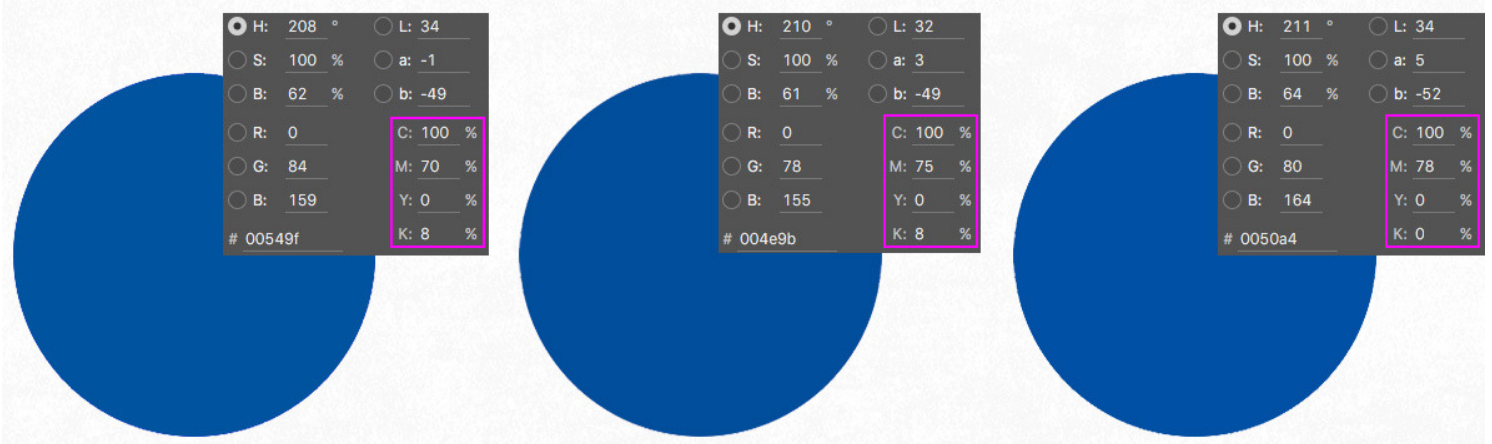 H: 208 ° L: 34
S: 100 % a: -1
B: 62 % b: -49
R: 0 C: 100 %
G: 84 M: 70 %
B: 159 Y: 0 %
# 00549f K: 8 %
H: 210 ° L: 32
S: 100 % a: 3
B: 61 % b: -49
R: 0 C: 100 %
G: 78 M: 75 %
B: 155 Y: 0 %
# 004e9b K: 8 %
H: 211 ° L: 34
S: 100 % a: 5
B: 64 % b: -52
R: 0 C: 100 %
G: 80 M: 78 %
B: 164 Y: 0 %
# 0050a4 K: 0 %